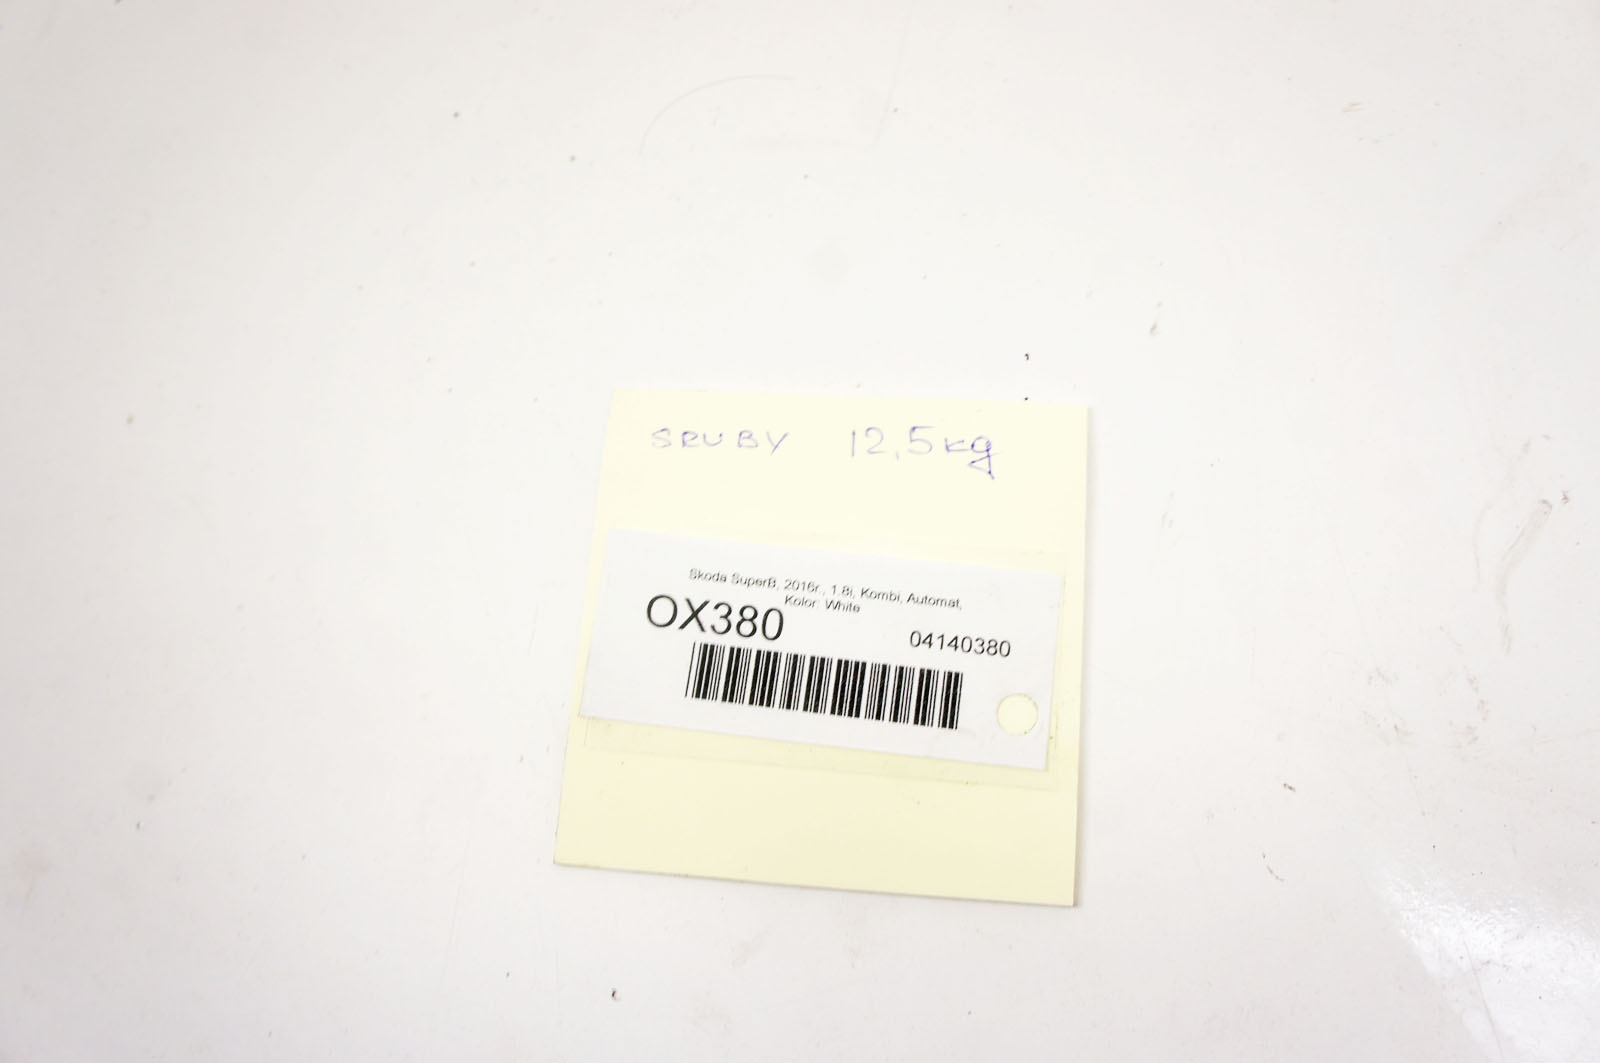 SRUBY 12,5kg
Skoda SuperB, 2016r., 1.8i, Kombi, Automat,
Kolor: White
OX380
04140380